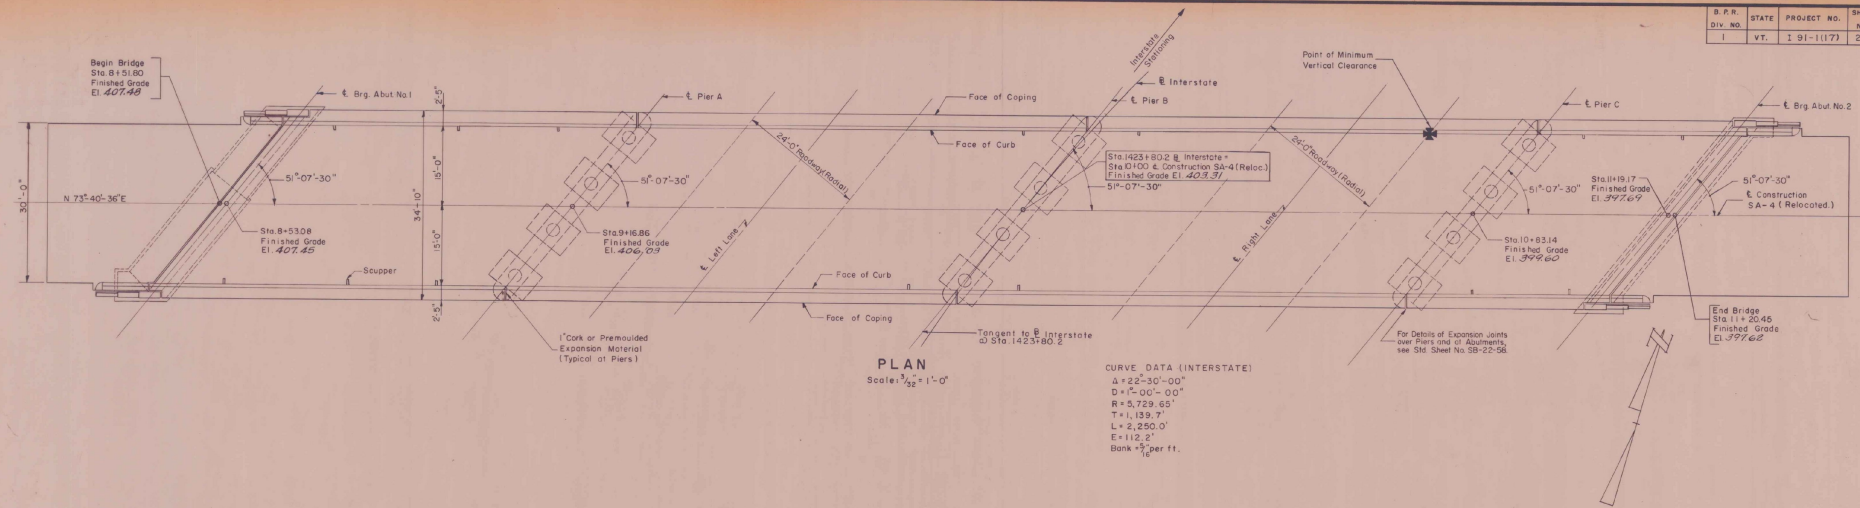 B. P. R.
DIV. NO.
STATE
PROJECT NO.
1
VT.
I 91-1(17)
2
Begin Bridge
Sta. 8+51.80
Finished Grade
El. 407.48
℄ Brg. Abut. No.1
2'-5"
℄ Pier A
Face of Coping
Interstate
Stationing
℄ Interstate
℄ Pier B
Point of Minimum
Vertical Clearance
℄ Pier C
℄ Brg. Abut. No.2
Face of Curb
24'-0" Roadway (Radial)
24'-0" Roadway (Radial)
30'-0"
N 73°-40'-36" E
51°-07'-30"
15'-0"
34'-10"
15'-0"
51°-07'-30"
Sta. 1423+80.2 ℄ Interstate =
Sta 10+00 ℄ Construction SA-4 (Reloc.)
Finished Grade El. 403.31
51°-07'-30"
51°-07'-30"
Sta. 11+19.17
Finished Grade
El. 397.69
51°-07'-30"
℄ Construction
SA-4 (Relocated.)
Sta. 8+53.08
Finished Grade
El. 407.45
Sta. 9+16.86
Finished Grade
El. 406.03
℄ Left Lane
℄ Right Lane
Sta. 10+83.14
Finished Grade
El. 399.60
Scupper
Face of Curb
2'-5"
Face of Coping
1" Cork or Premoulded
Expansion Material
(Typical at Piers)
Tangent to ℄ Interstate
@ Sta. 1423+80.2
For Details of Expansion Joints
over Piers and at Abutments,
see Std. Sheet No. SB-22-58.
End Bridge
Sta 11+20.45
Finished Grade
El. 397.62
PLAN
Scale: 3/32" = 1'-0"
CURVE DATA (INTERSTATE)
Δ = 22°-30'-00"
D = 1°-00'-00"
R = 5,729.65'
T = 1,139.7'
L = 2,250.0'
E = 112.2'
Bank = per ft.